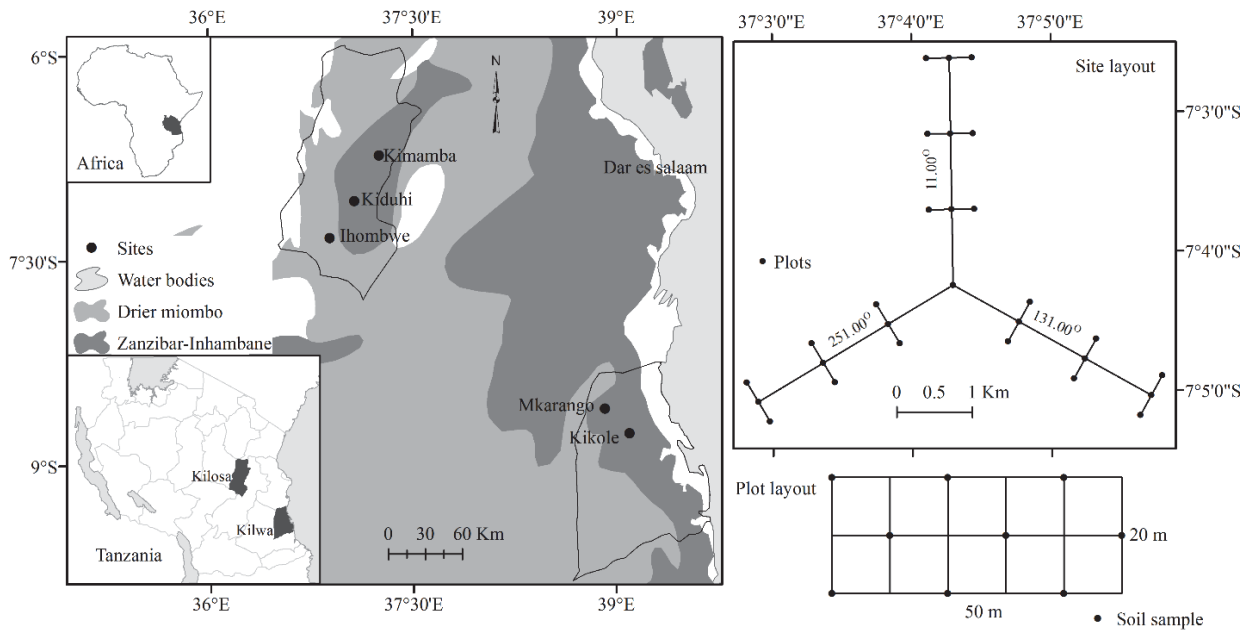 36°E
37°30'E
39°E
6°S
7°30'S
9°S
36°E
37°30'E
39°E
Africa
N
Kimamba
Kiduhi
Ihombwe
Dar es salaam
Mkarango
Kikole
Sites
Water bodies
Drier miombo
Zanzibar-Inhambane
Kilosa
Kilwa
Tanzania
0 30 60 Km
37°3'0"E
37°4'0"E
37°5'0"E
7°3'0"S
7°4'0"S
7°5'0"S
Site layout
11.00°
Plots
251.00°
131.00°
0 0.5 1 Km
Plot layout
20 m
50 m
Soil sample